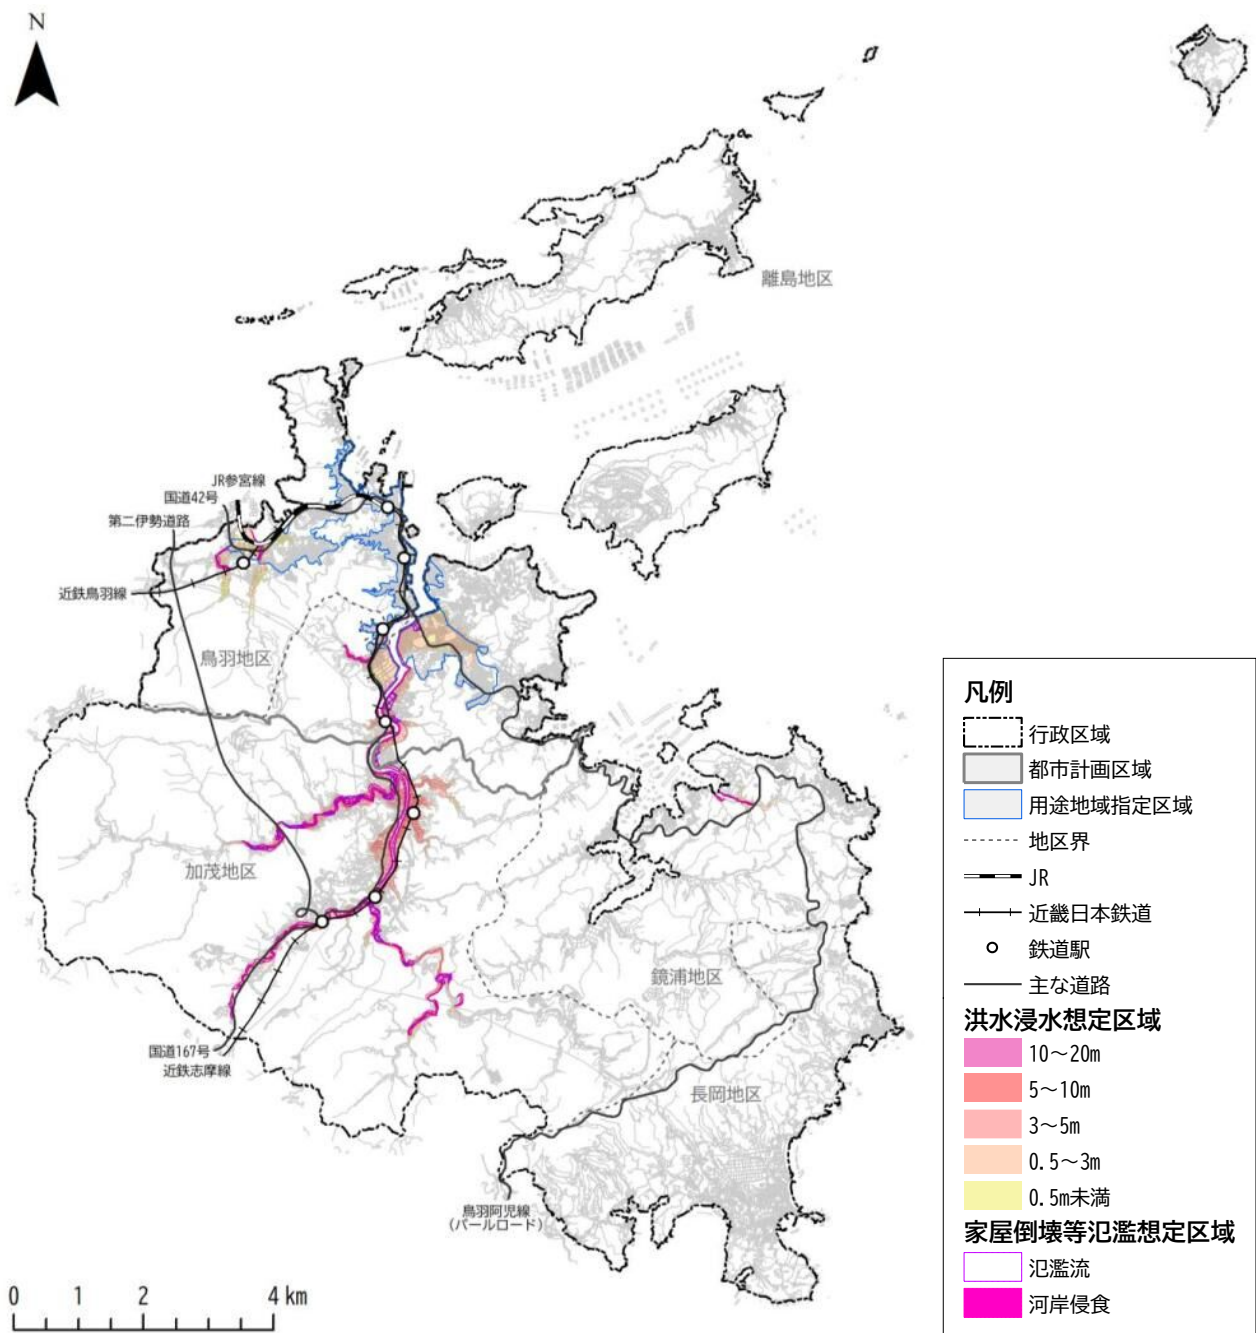 N
離島地区
JR参宮線
国道42号
第二伊勢道路
近鉄鳥羽線
鳥羽地区
加茂地区
鏡浦地区
国道167号
近鉄志摩線
長岡地区
鳥羽阿児線
(パールロード)
0 1 2 4 km
凡例
行政区域
都市計画区域
用途地域指定区域
地区界
JR
近畿日本鉄道
鉄道駅
主な道路
洪水浸水想定区域
10～20m
5～10m
3～5m
0.5～3m
0.5m未満
家屋倒壊等氾濫想定区域
氾濫流
河岸侵食